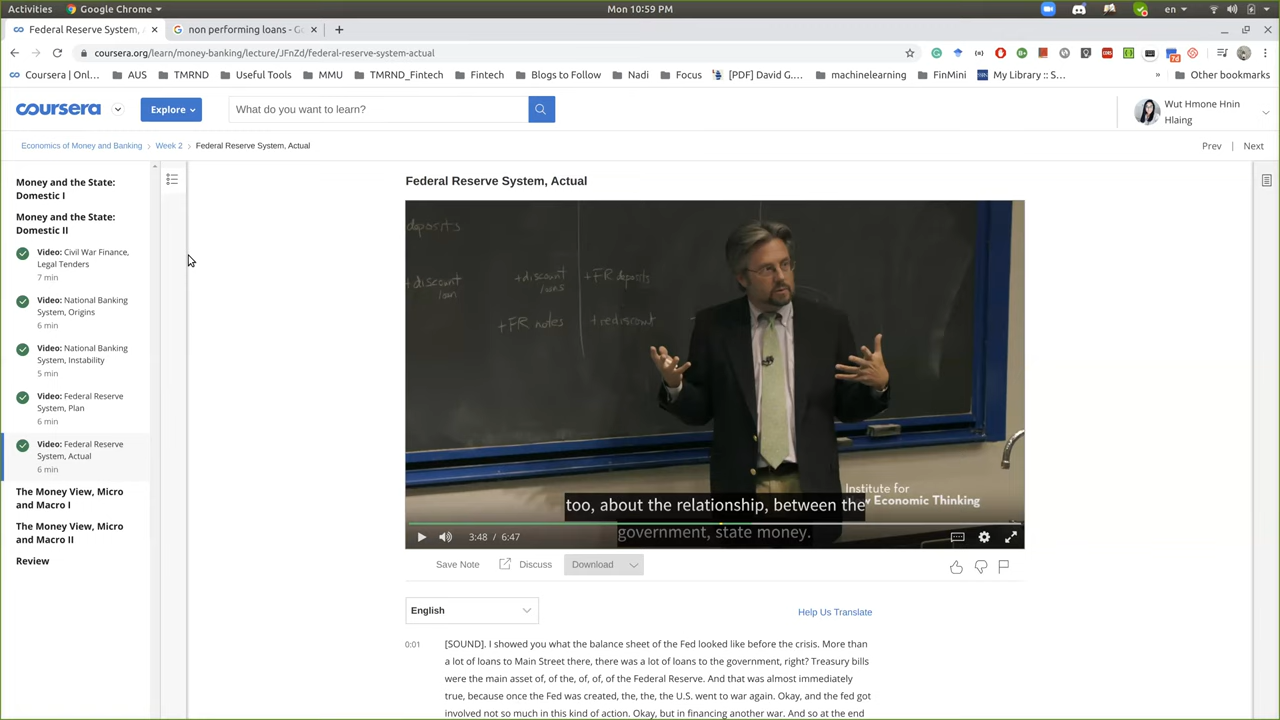 Activities
Google Chrome
Mon 10:59 PM
en
Federal Reserve System, A
non performing loans - Go
coursera.org/learn/money-banking/lecture/JFnZd/federal-reserve-system-actual
7d
Coursera | Onl...
AUS
TMRND
Useful Tools
MMU
TMRND_Fintech
Fintech
Blogs to Follow
Nadi
Focus
[PDF] David G....
machinelearning
FinMini
My Library :: S...
»
Other bookmarks
coursera
Explore
What do you want to learn?
Wut Hmone Hnin
Hlaing
Economics of Money and Banking
Week 2
Federal Reserve System, Actual
Prev
Next
Money and the State:
Domestic I
Money and the State:
Domestic II
Video: Civil War Finance,
Legal Tenders
7 min
Video: National Banking
System, Origins
6 min
Video: National Banking
System, Instability
5 min
Video: Federal Reserve
System, Plan
6 min
Video: Federal Reserve
System, Actual
6 min
The Money View, Micro
and Macro I
The Money View, Micro
and Macro II
Review
Federal Reserve System, Actual
deposits
+discount
loan
+discount
loans
+FR deposits
+FR notes
+rediscount
Institute for
w Economic Thinking
too, about the relationship, between the
government, state money.
3:48 / 6:47
Save Note
Discuss
Download
English
Help Us Translate
0:01
[SOUND]. I showed you what the balance sheet of the Fed looked like before the crisis. More than
a lot of loans to Main Street there, there was a lot of loans to the government, right? Treasury bills
were the main asset of, of the, of, of, of the Federal Reserve. And that was almost immediately
true, because once the Fed was created, the, the, the U.S. went to war again. Okay, and the fed got
involved not so much in this kind of action. Okay, but in financing another war. And so at the end